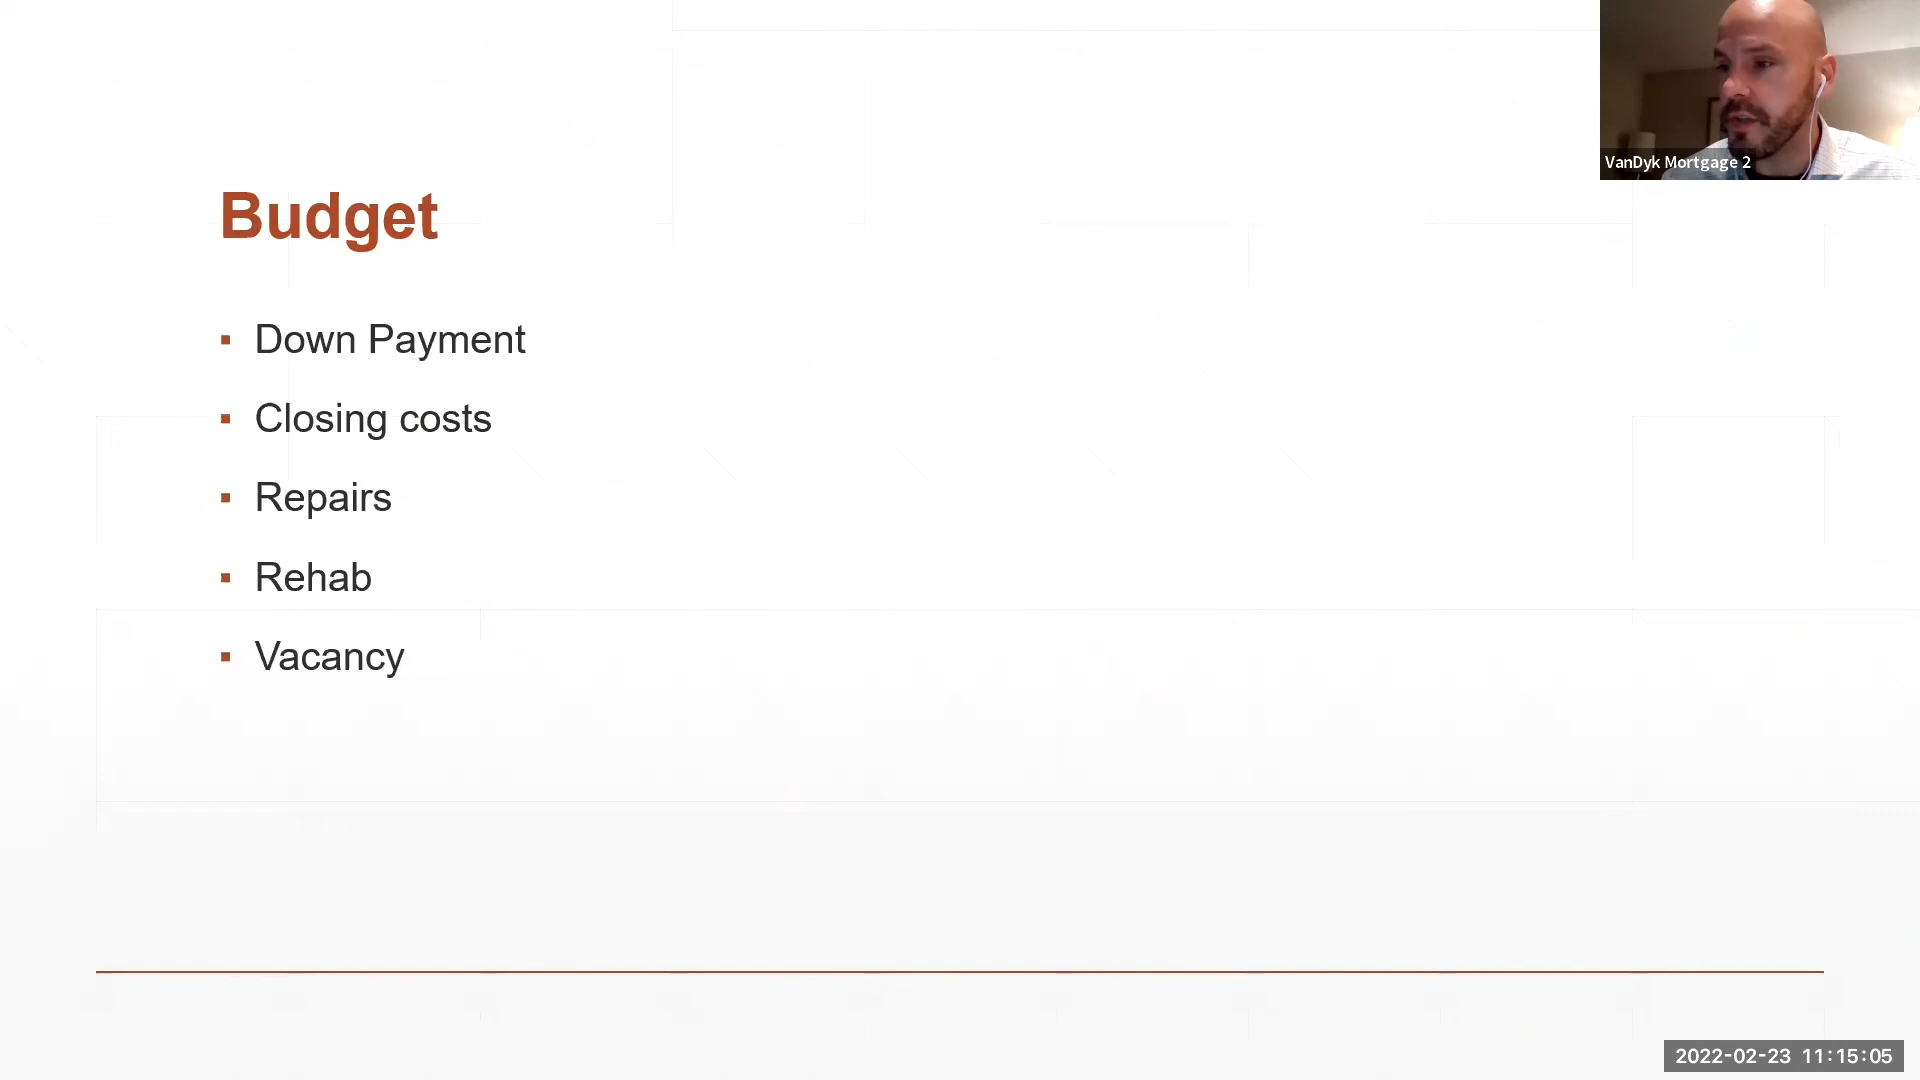 VanDyk Mortgage 2
Budget
▪ Down Payment
▪ Closing costs
▪ Repairs
▪ Rehab
▪ Vacancy
2022-02-23 11:15:05